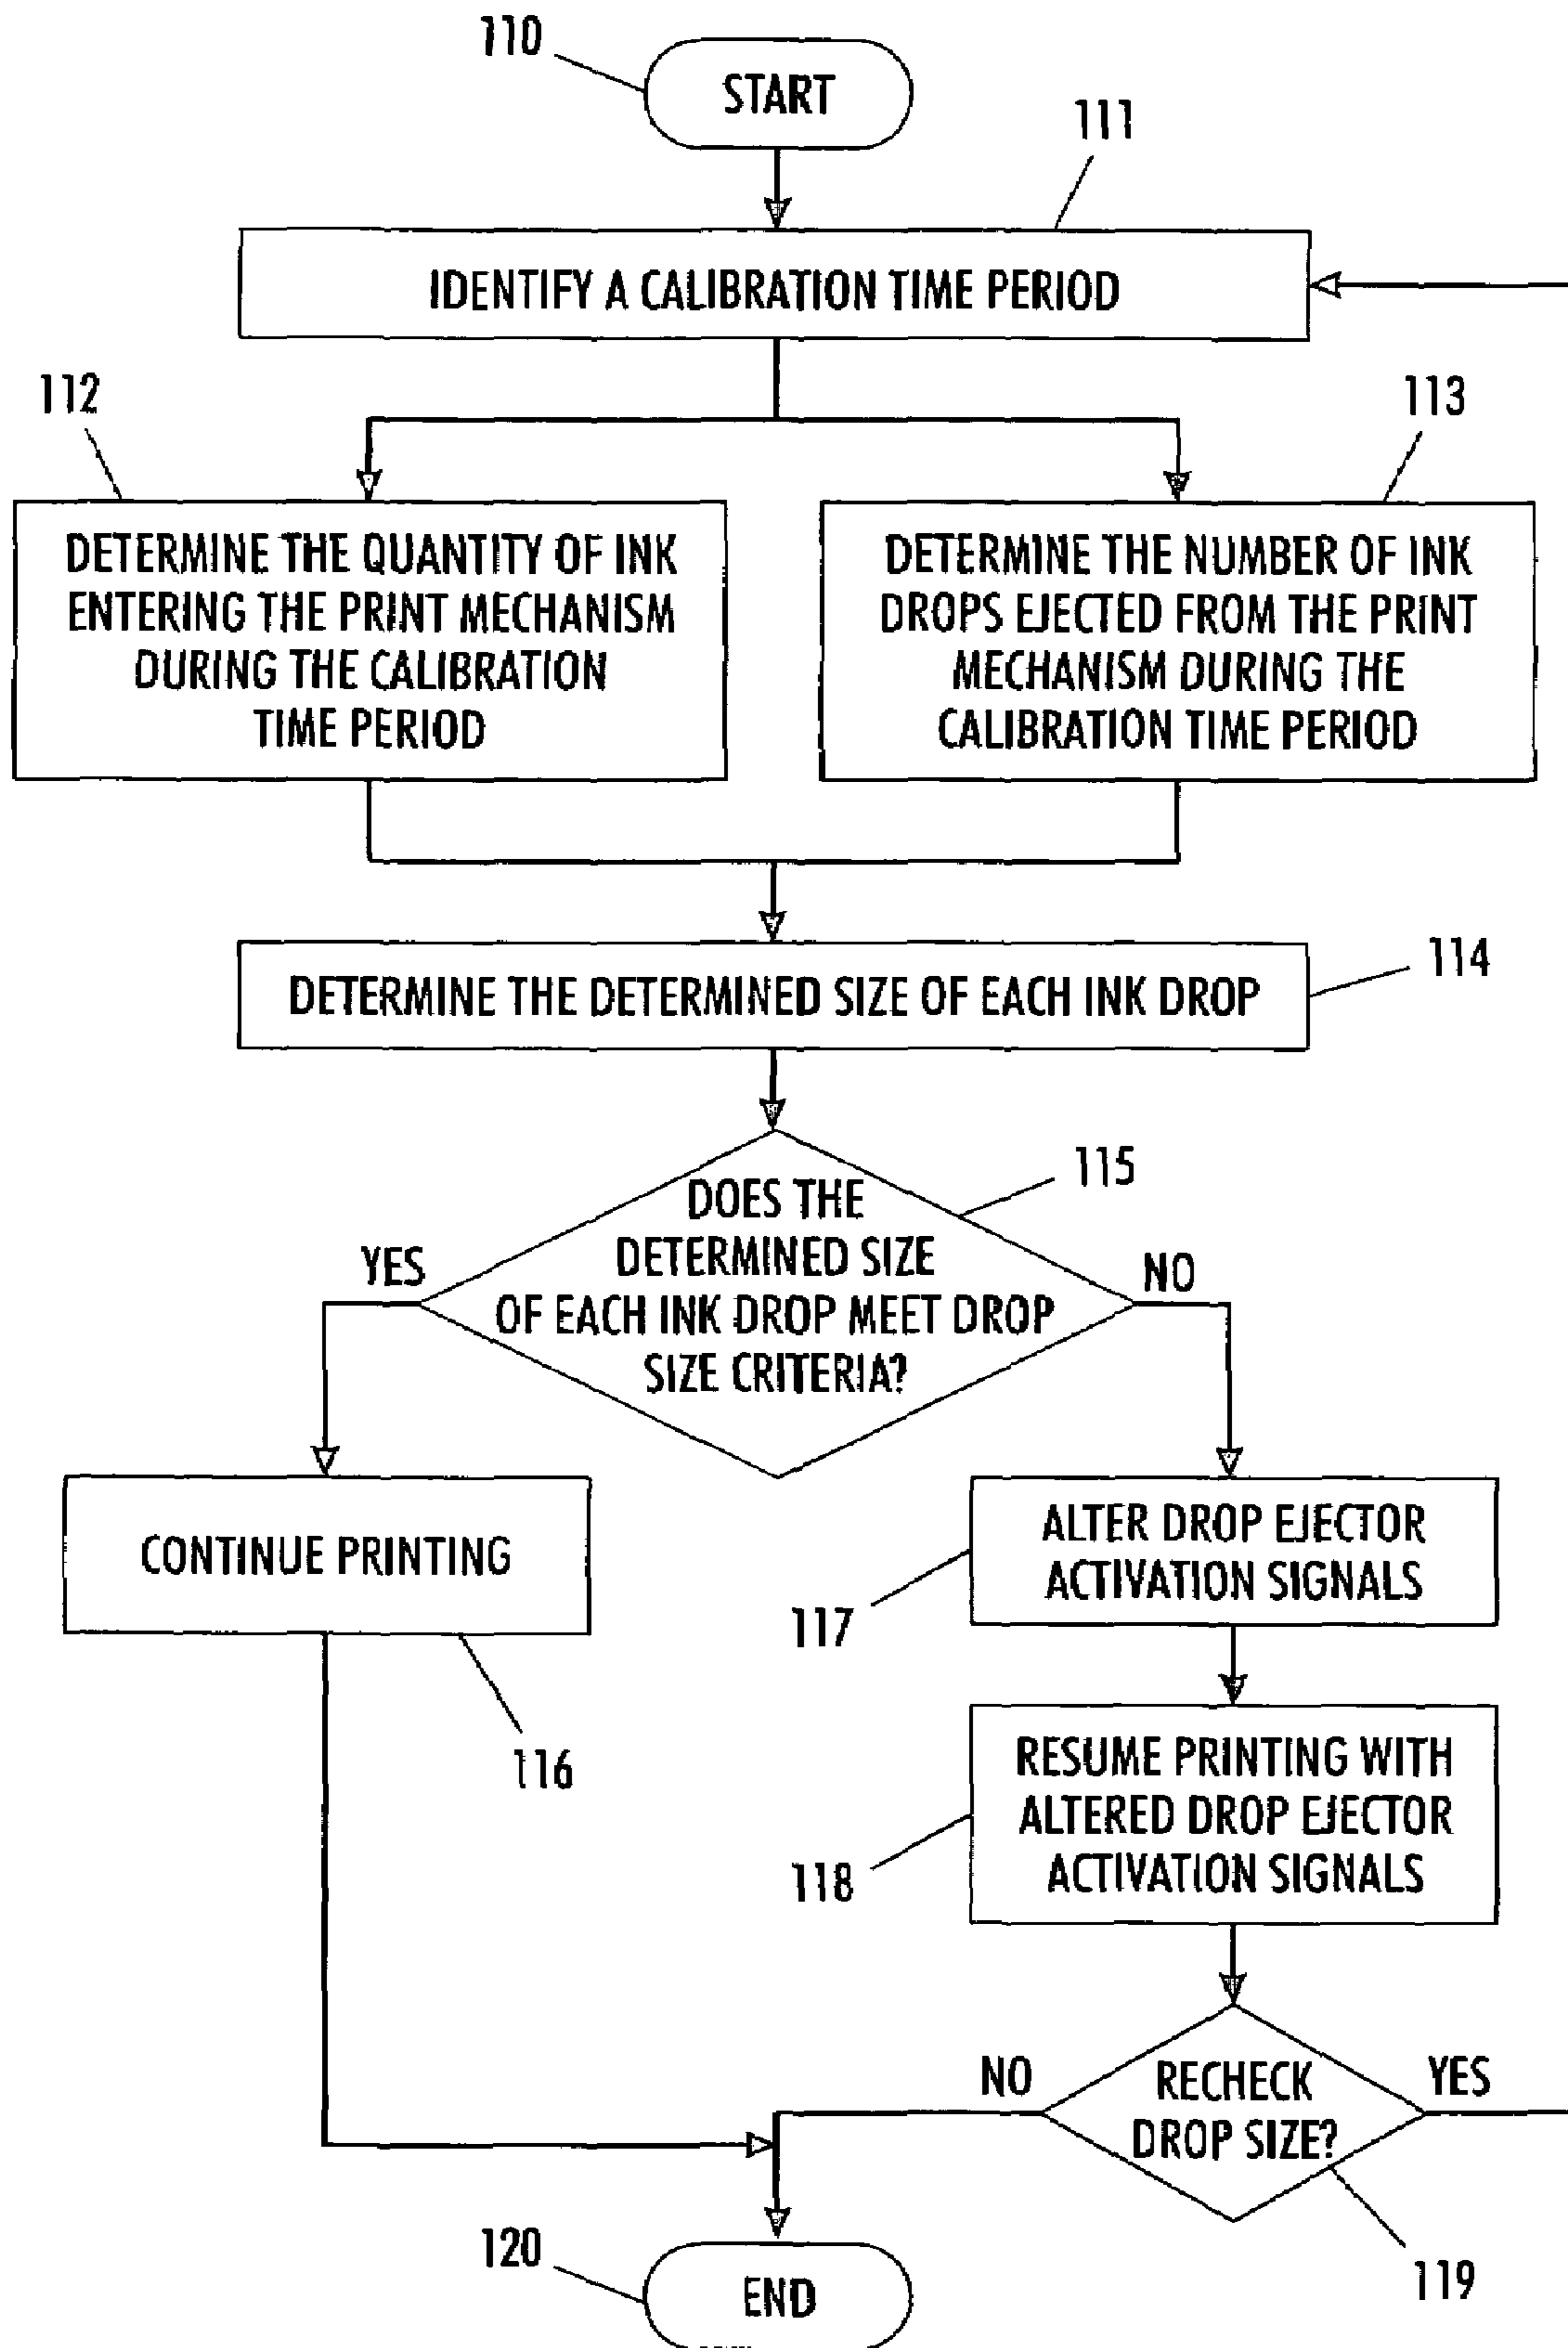 110
START
111
IDENTIFY A CALIBRATION TIME PERIOD
112
113
DETERMINE THE QUANTITY OF INK
ENTERING THE PRINT MECHANISM
DURING THE CALIBRATION
TIME PERIOD
DETERMINE THE NUMBER OF INK
DROPS EJECTED FROM THE PRINT
MECHANISM DURING THE
CALIBRATION TIME PERIOD
114
DETERMINE THE DETERMINED SIZE OF EACH INK DROP
115
DOES THE
DETERMINED SIZE
OF EACH INK DROP MEET DROP
SIZE CRITERIA?
YES
NO
CONTINUE PRINTING
116
ALTER DROP EJECTOR
ACTIVATION SIGNALS
117
RESUME PRINTING WITH
ALTERED DROP EJECTOR
ACTIVATION SIGNALS
118
NO
RECHECK
DROP SIZE?
YES
119
120
END